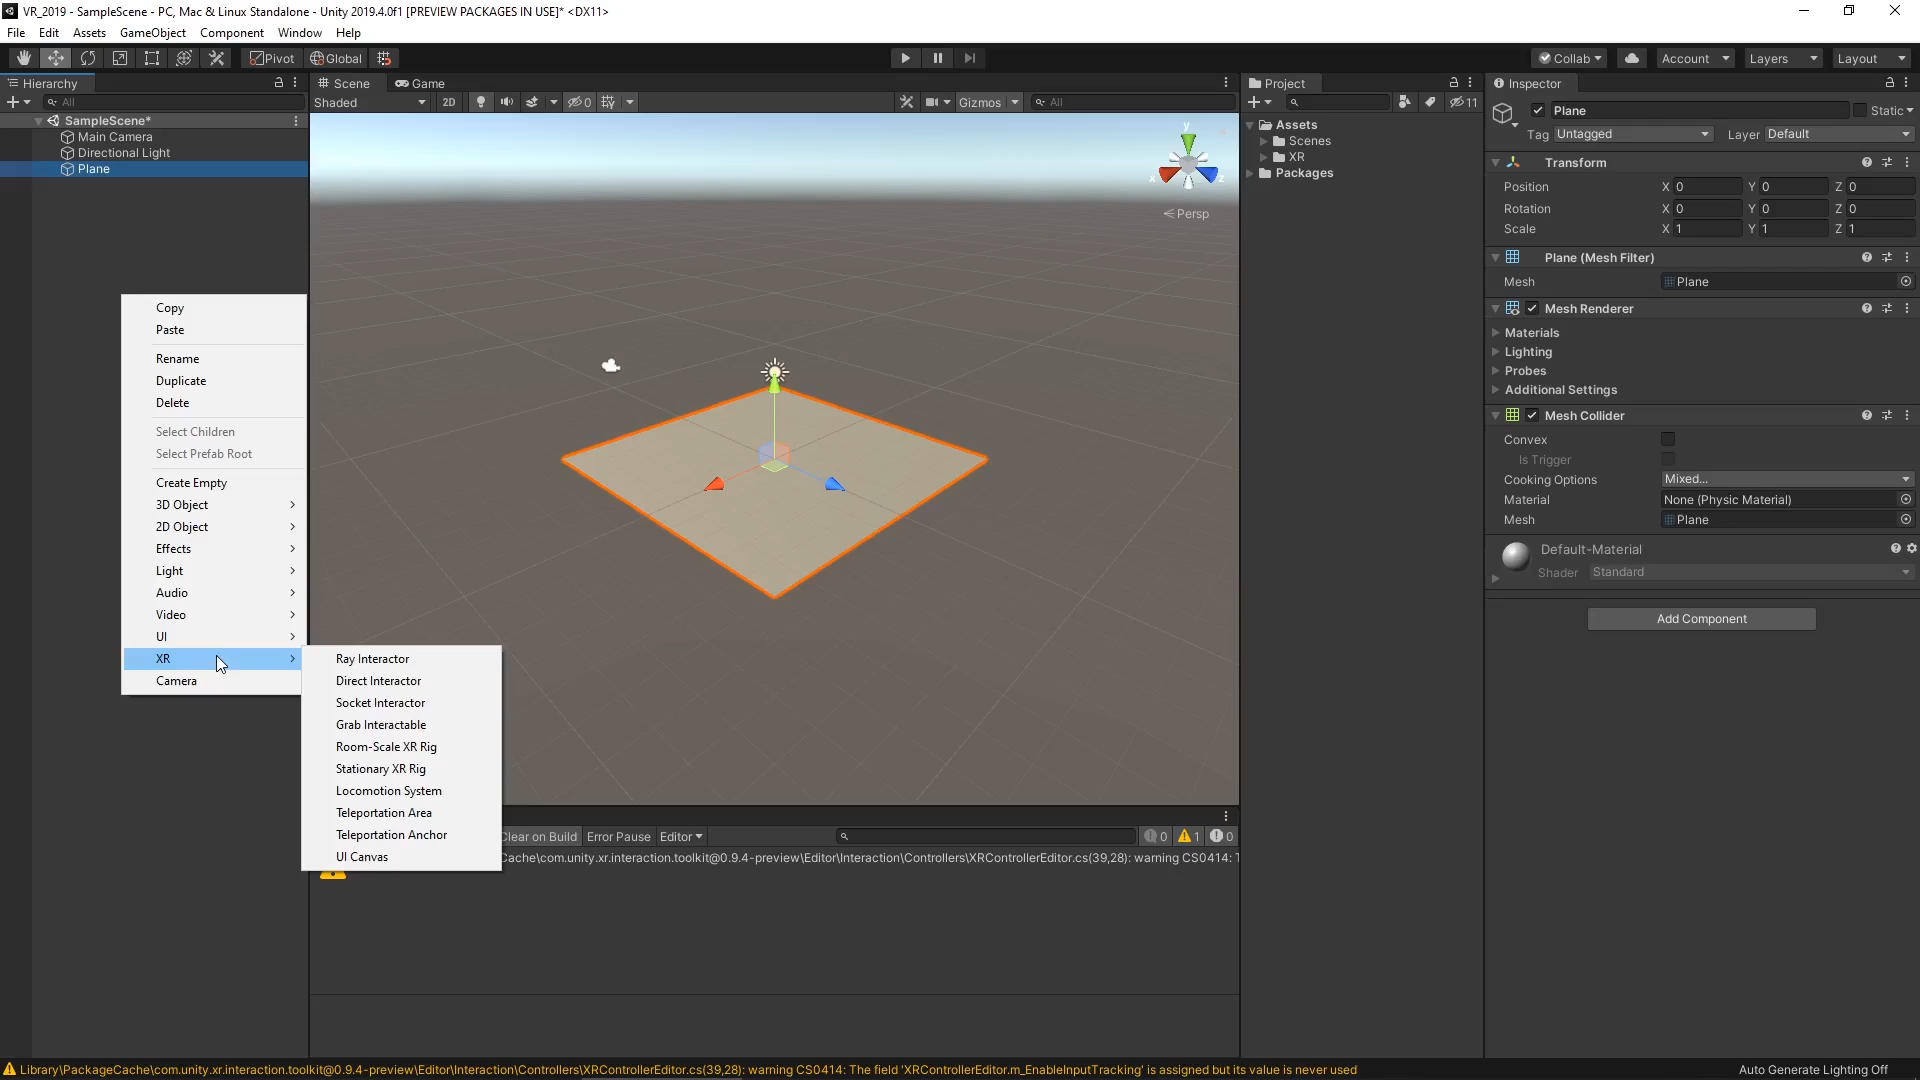 VR_2019 - SampleScene - PC, Mac & Linux Standalone - Unity 2019.4.0f1 [PREVIEW PACKAGES IN USE]* <DX11>
File Edit Assets GameObject Component Window Help
Pivot Global Collab Account Layers Layout
Hierarchy
All
SampleScene*
Main Camera
Directional Light
Plane
Copy
Paste
Rename
Duplicate
Delete
Select Children
Select Prefab Root
Create Empty
3D Object
2D Object
Effects
Light
Audio
Video
UI
XR
Camera
Ray Interactor
Direct Interactor
Socket Interactor
Grab Interactable
Room-Scale XR Rig
Stationary XR Rig
Locomotion System
Teleportation Area
Teleportation Anchor
UI Canvas
Scene Game
Shaded 2D 0 Gizmos All
y
x z
Persp
Clear on Build Error Pause Editor 0 1 0
Cache\com.unity.xr.interaction.toolkit@0.9.4-preview\Editor\Interaction\Controllers\XRControllerEditor.cs(39,28): warning CS0414: T
Project
11
Assets
Scenes
XR
Packages
Inspector
Plane Static
Tag Untagged Layer Default
Transform
Position X 0 Y 0 Z 0
Rotation X 0 Y 0 Z 0
Scale X 1 Y 1 Z 1
Plane (Mesh Filter)
Mesh Plane
Mesh Renderer
Materials
Lighting
Probes
Additional Settings
Mesh Collider
Convex
Is Trigger
Cooking Options Mixed...
Material None (Physic Material)
Mesh Plane
Default-Material
Shader Standard
Add Component
Library\PackageCache\com.unity.xr.interaction.toolkit@0.9.4-preview\Editor\Interaction\Controllers\XRControllerEditor.cs(39,28): warning CS0414: The field 'XRControllerEditor.m_EnableInputTracking' is assigned but its value is never used
Auto Generate Lighting Off